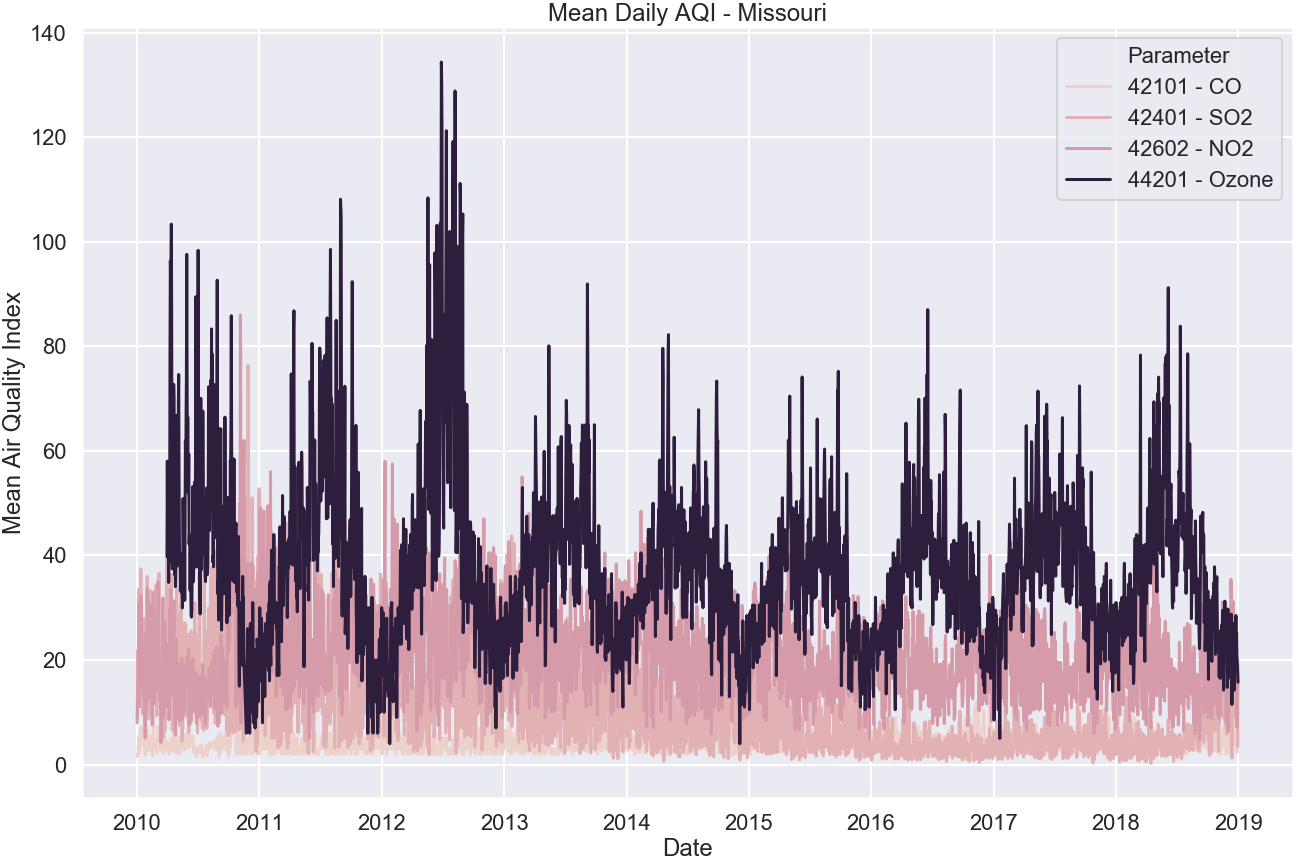 Mean Daily AQI - Missouri
Mean Air Quality Index
140
120
100
80
60
40
20
0
Parameter
42101 - CO
42401 - SO2
42602 - NO2
44201 - Ozone
2010 2011 2012 2013 2014 2015 2016 2017 2018 2019
Date